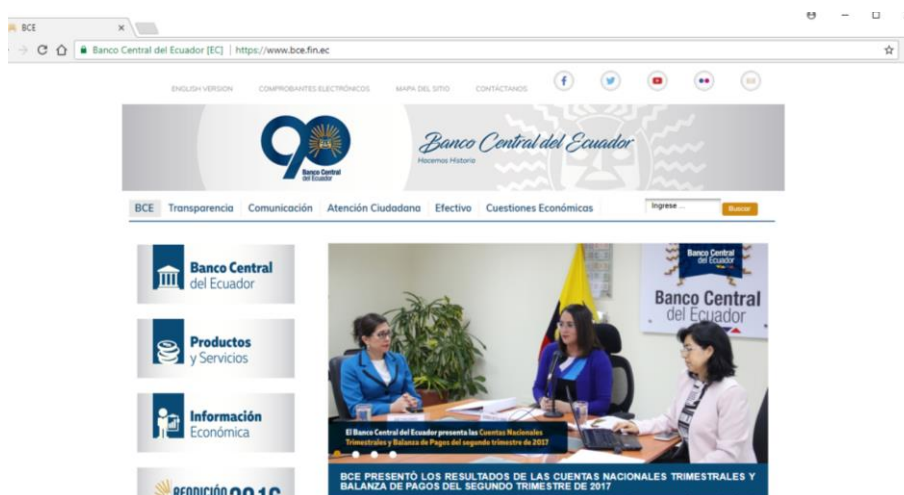 BCE
Banco Central del Ecuador [EC] | https://www.bce.fin.ec
ENGLISH VERSION COMPROBANTES ELECTRÓNICOS MAPA DEL SITIO CONTÁCTANOS
90
Banco Central
del Ecuador
Banco Central del Ecuador
Hacemos Historia
BCE Transparencia Comunicación Atención Ciudadana Efectivo Cuestiones Económicas Ingrese ... Buscar
Banco Central
del Ecuador
Productos
y Servicios
Información
Económica
RENDICIÓN 2016
Banco Central
del Ecuador
Banco Central
del Ecuador
El Banco Central del Ecuador presenta las Cuentas Nacionales
Trimestrales y Balanza de Pagos del segundo trimestre de 2017
BCE PRESENTÓ LOS RESULTADOS DE LAS CUENTAS NACIONALES TRIMESTRALES Y
BALANZA DE PAGOS DEL SEGUNDO TRIMESTRE DE 2017